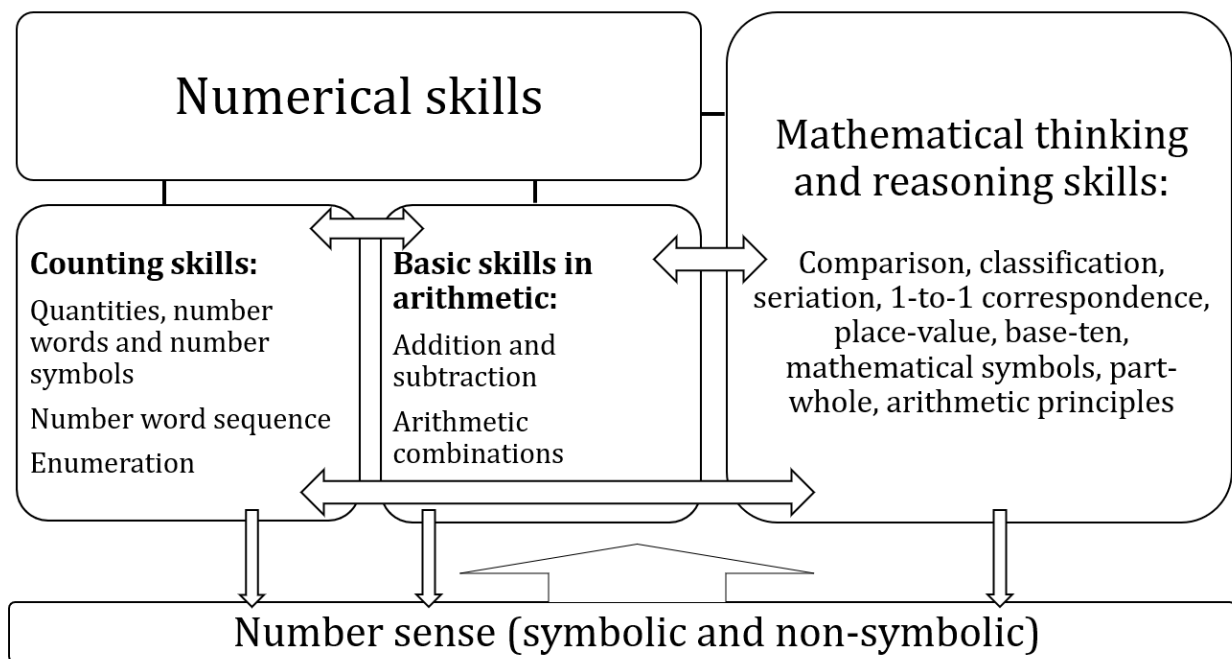 Numerical skills
Counting skills:
Quantities, number
words and number
symbols
Number word sequence
Enumeration
Basic skills in
arithmetic:
Addition and
subtraction
Arithmetic
combinations
Mathematical thinking
and reasoning skills:
Comparison, classification,
seriation, 1-to-1 correspondence,
place-value, base-ten,
mathematical symbols, part-
whole, arithmetic principles
Number sense (symbolic and non-symbolic)